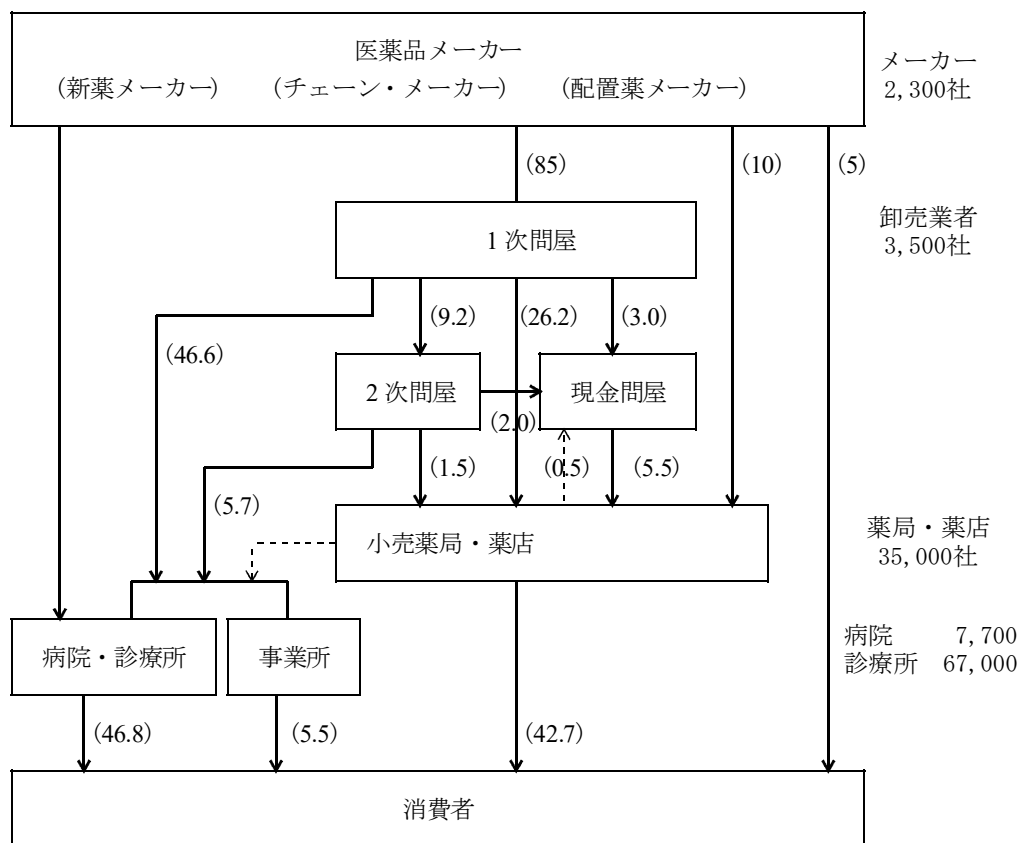 医薬品メーカー
(新薬メーカー) (チェーン・メーカー) (配置薬メーカー)
メーカー
2,300社
(85)
(10)
(5)
卸売業者
3,500社
1次問屋
(9.2)
(26.2)
(3.0)
(46.6)
2次問屋
現金問屋
(2.0)
(1.5)
(0.5)
(5.5)
(5.7)
小売薬局・薬店
薬局・薬店
35,000社
病院・診療所
事業所
病院 7,700
診療所 67,000
(46.8)
(5.5)
(42.7)
消費者